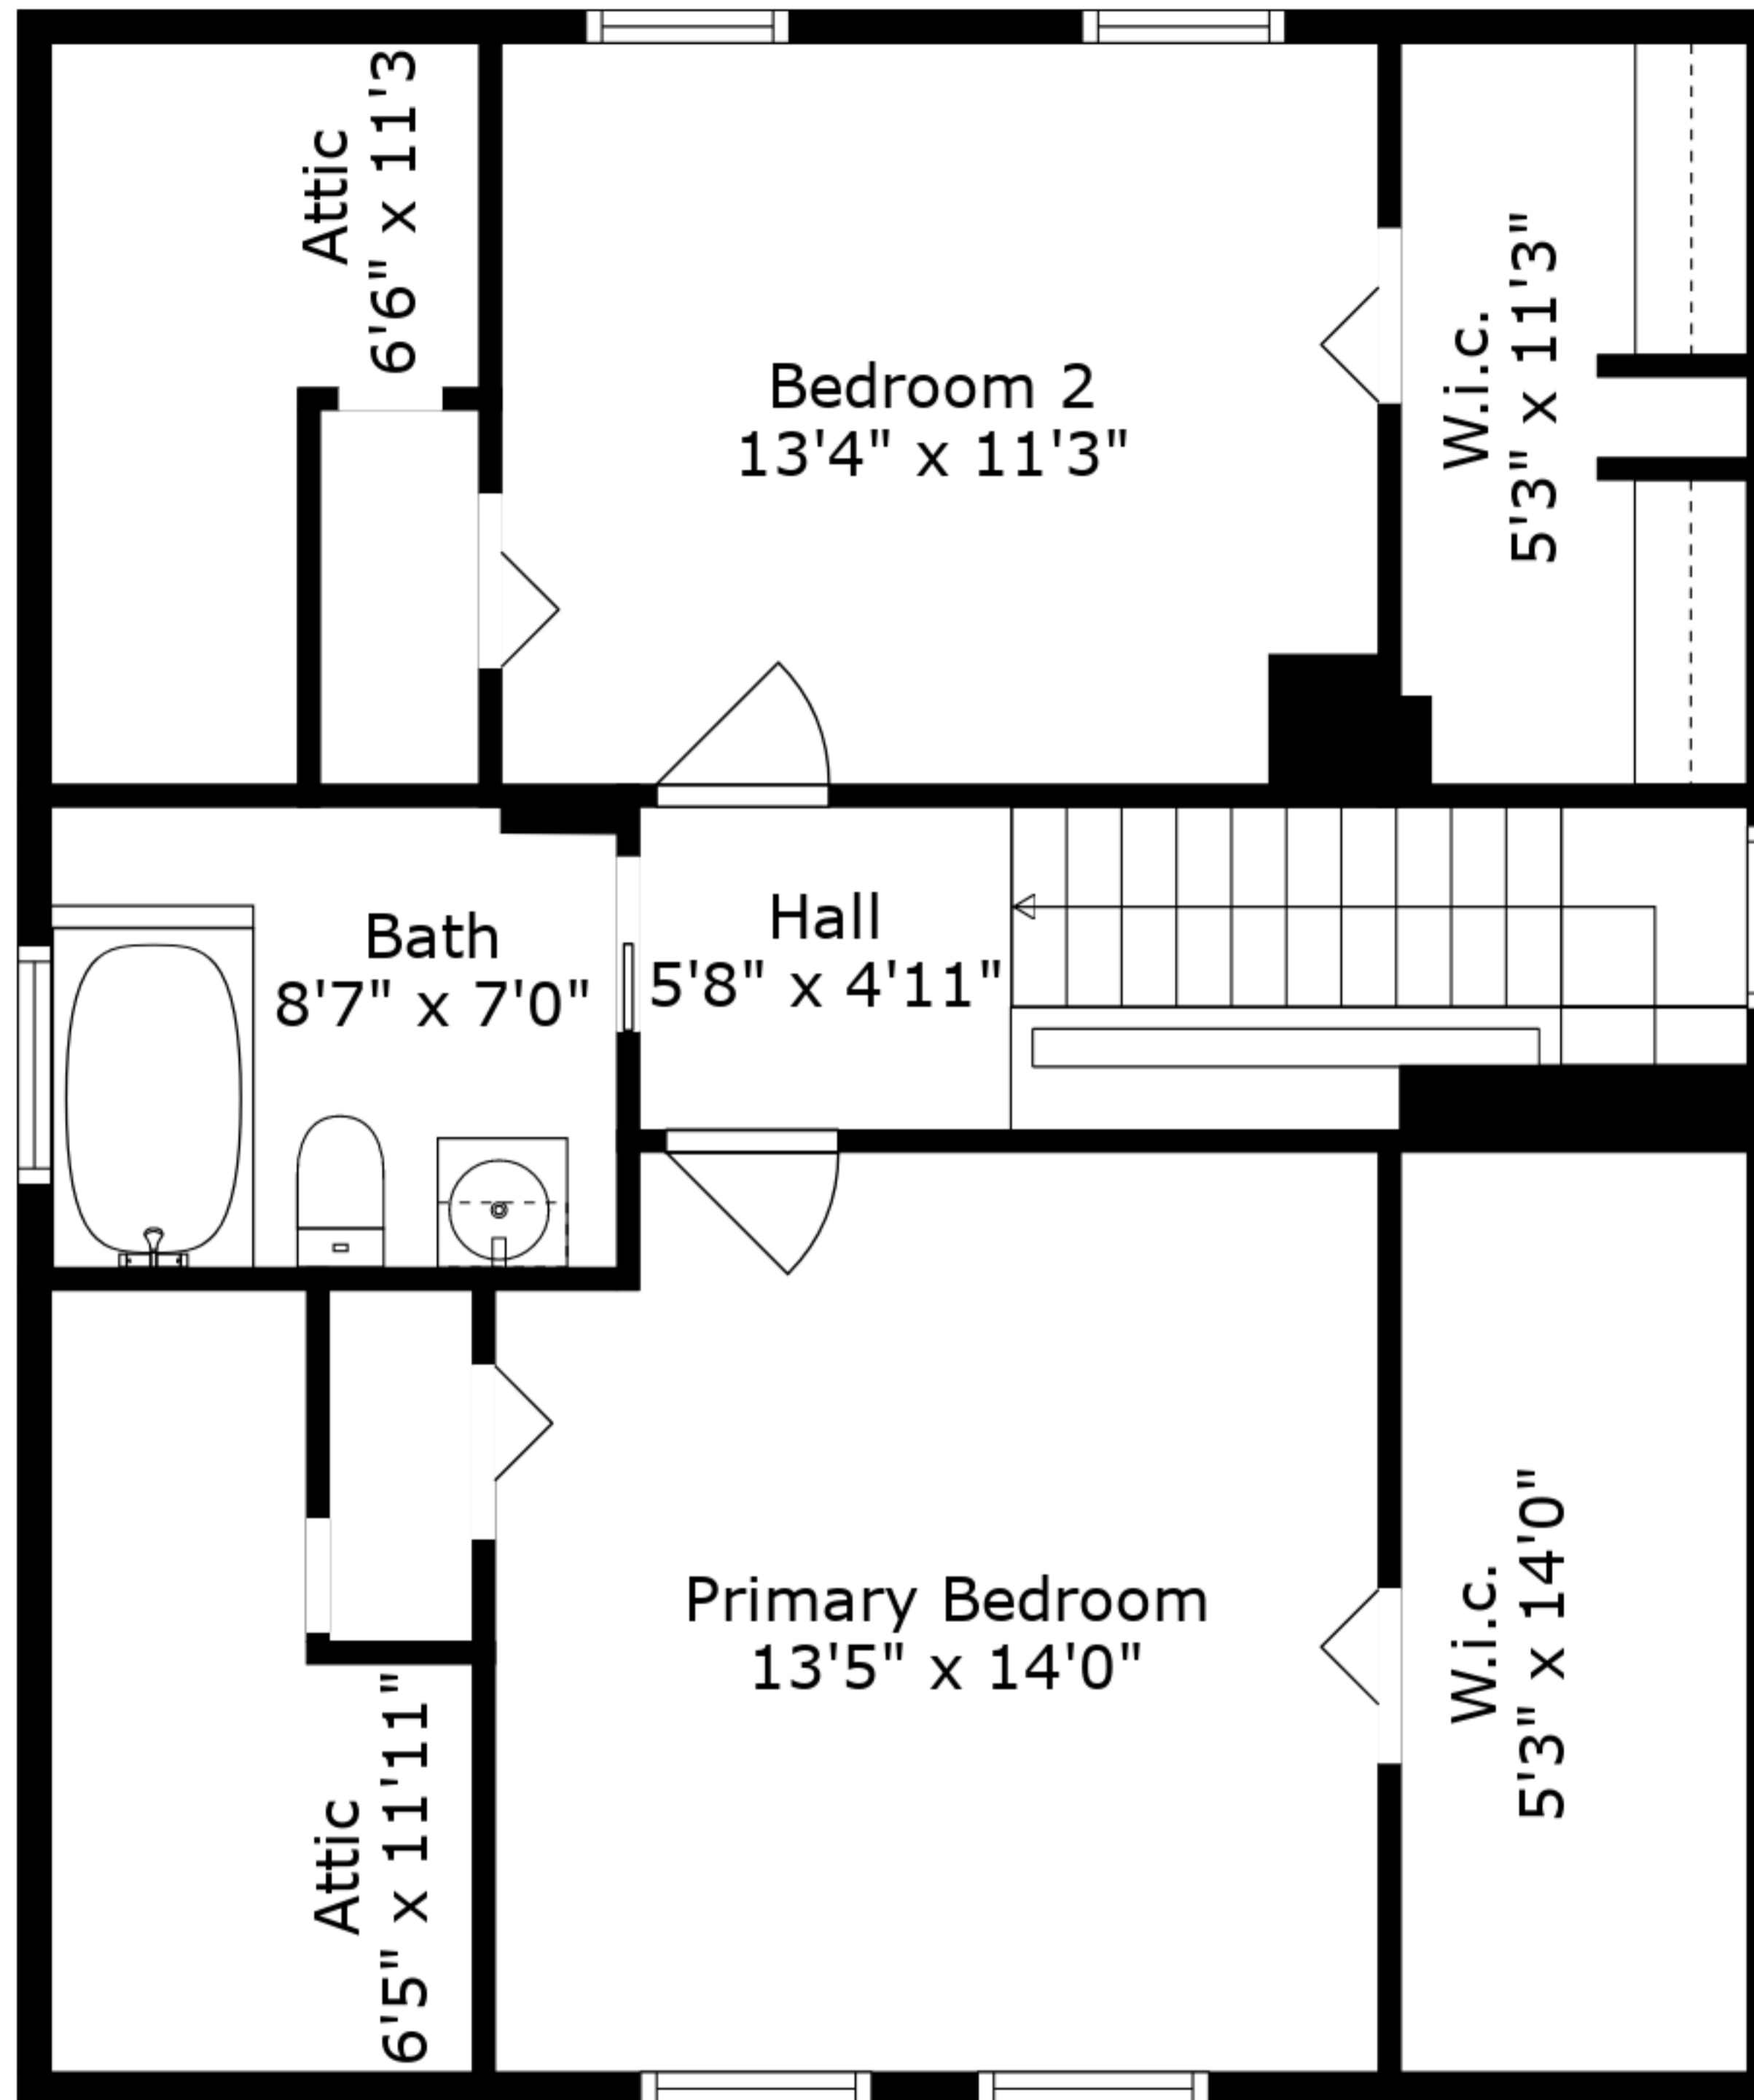 Attic
6'6" x 11'3
Bedroom 2
13'4" x 11'3"
W.i.c.
5'3" x 11'3"
Bath
8'7" x 7'0"
Hall
5'8" x 4'11"
Primary Bedroom
13'5" x 14'0"
W.i.c.
5'3" x 14'0"
Attic
6'5" x 11'11"